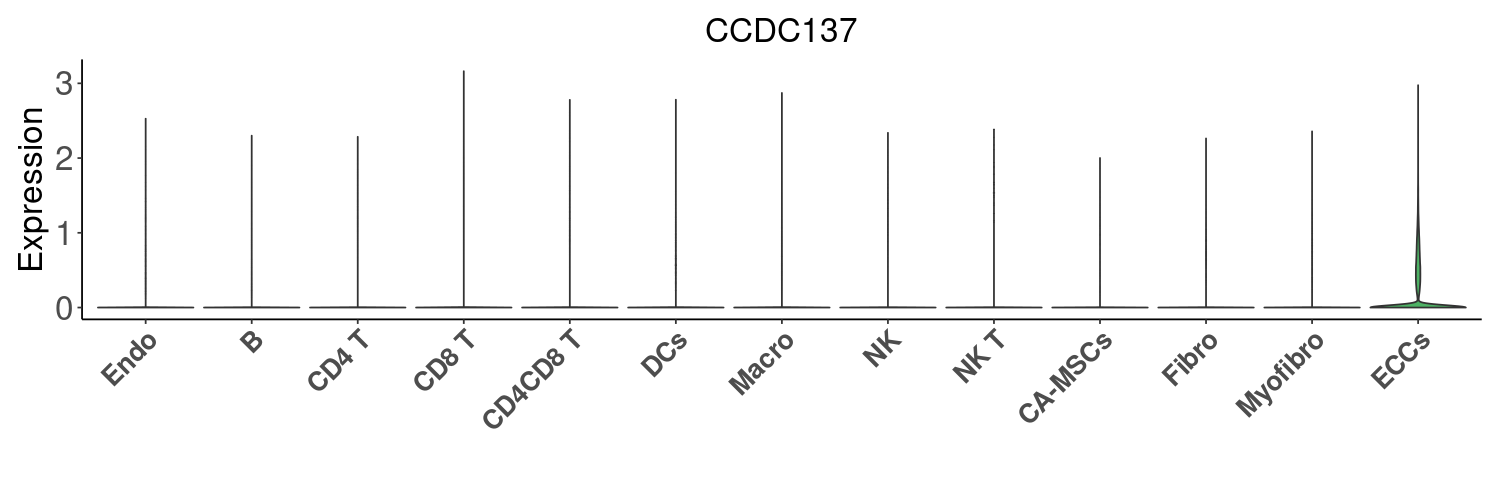 CCDC137
Expression
3
2
1
0
Endo
B
CD4 T
CD8 T
CD4CD8 T
DCs
Macro
NK
NK T
CA-MSCs
Fibro
Myofibro
ECCs